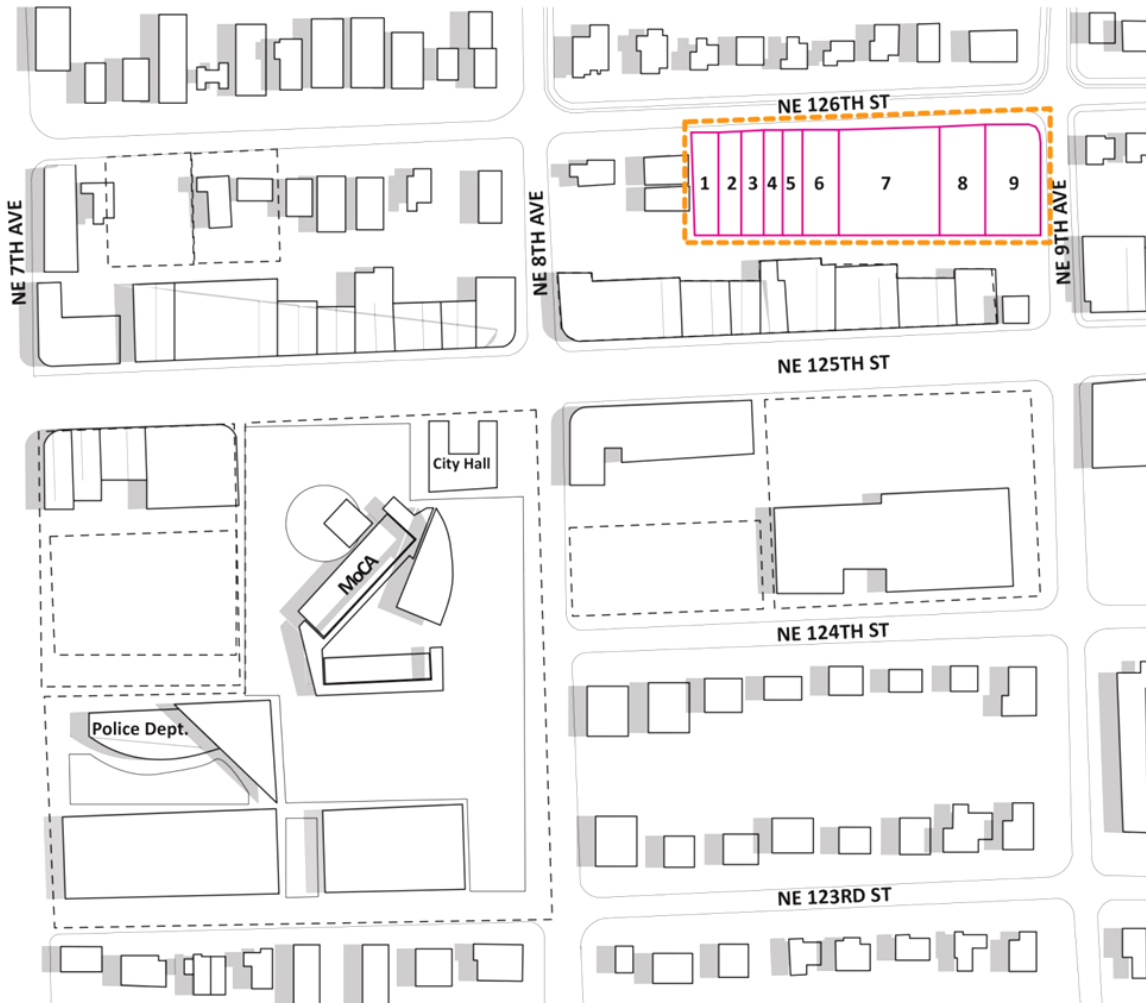 NE 126TH ST
1 2 3 4 5 6 7 8 9
NE 7TH AVE
NE 8TH AVE
NE 9TH AVE
NE 125TH ST
City Hall
MoCA
NE 124TH ST
Police Dept.
NE 123RD ST